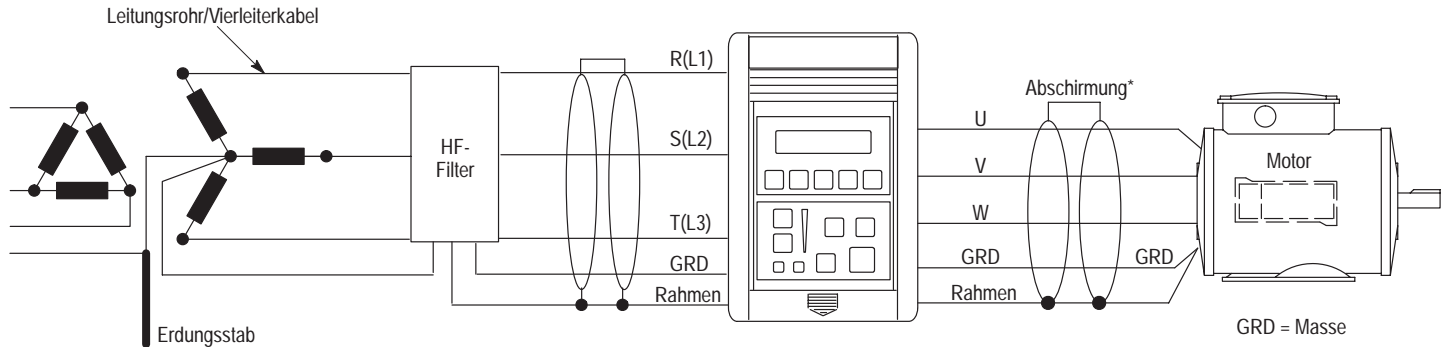 Leitungsrohr/Vierleiterkabel
HF-
Filter
R(L1)
S(L2)
T(L3)
GRD
Rahmen
Abschirmung*
U
V
W
GRD
GRD
Rahmen
Motor
Erdungsstab
GRD = Masse